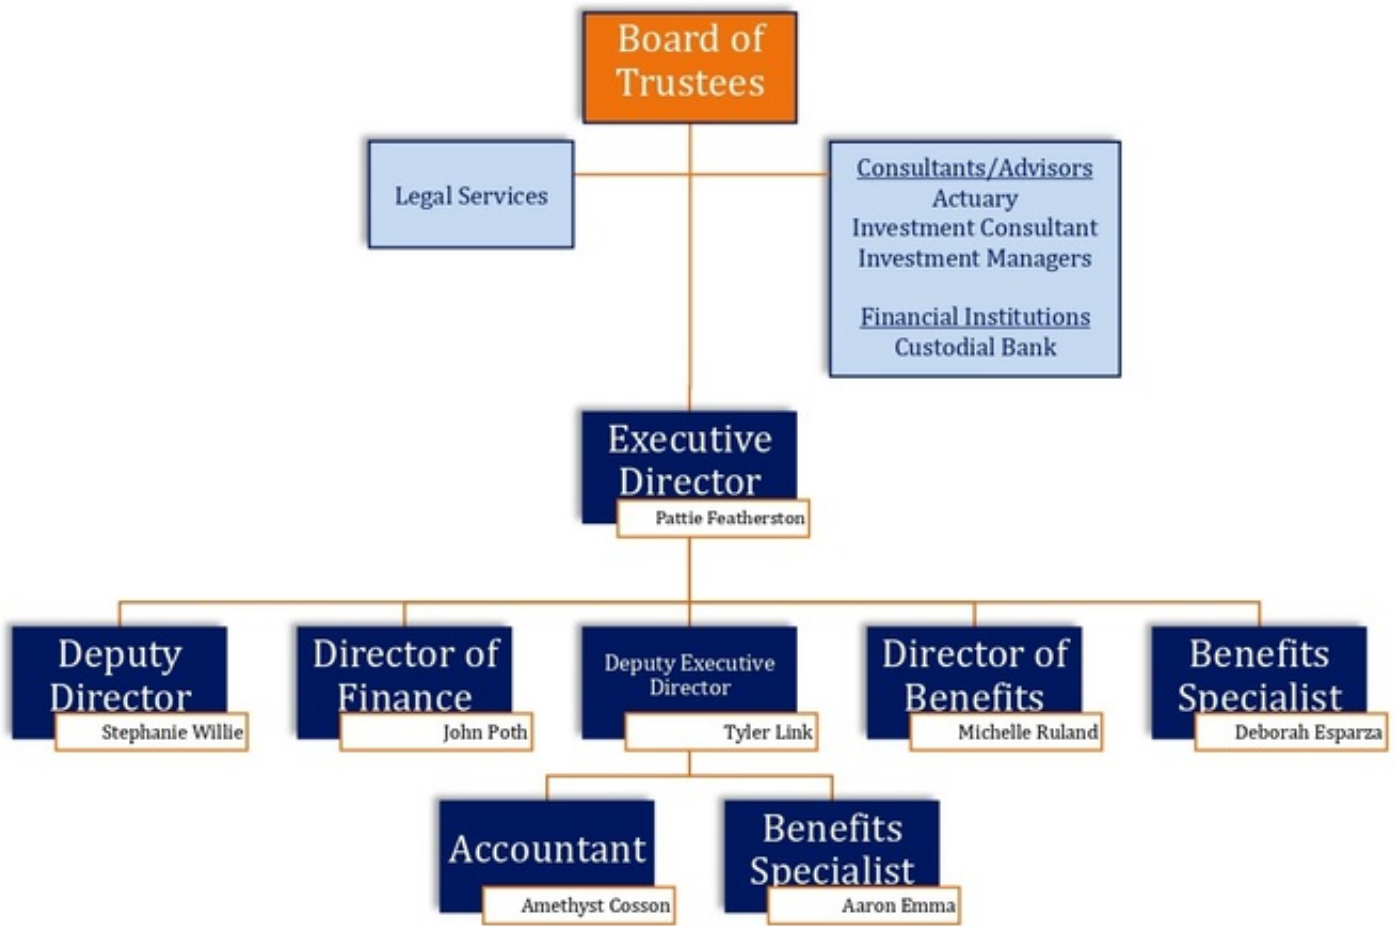 Board of
Trustees
Legal Services
Consultants/Advisors
Actuary
Investment Consultant
Investment Managers
Financial Institutions
Custodial Bank
Executive
Director
Pattie Featherston
Deputy
Director
Stephanie Willie
Director of
Finance
John Poth
Deputy Executive
Director
Tyler Link
Director of
Benefits
Michelle Ruland
Benefits
Specialist
Deborah Esparza
Accountant
Amethyst Cosson
Benefits
Specialist
Aaron Emma